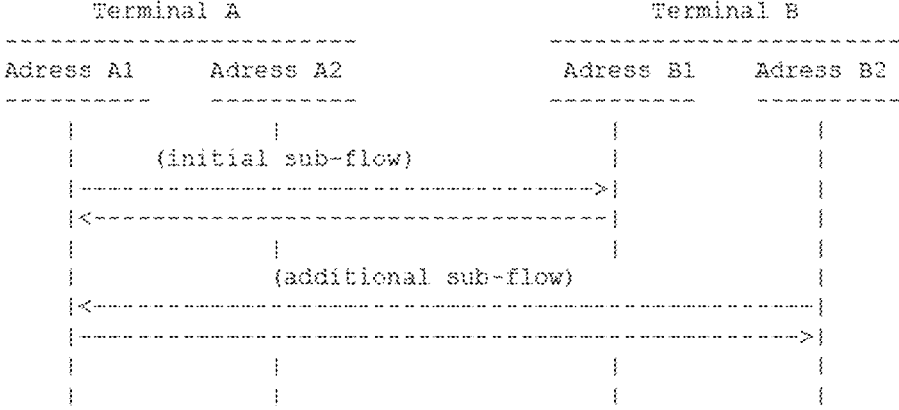 Terminal A Terminal B
Adress A1 Adress A2 Adress B1 Adress B2
(initial sub-flow)
(additional sub-flow)